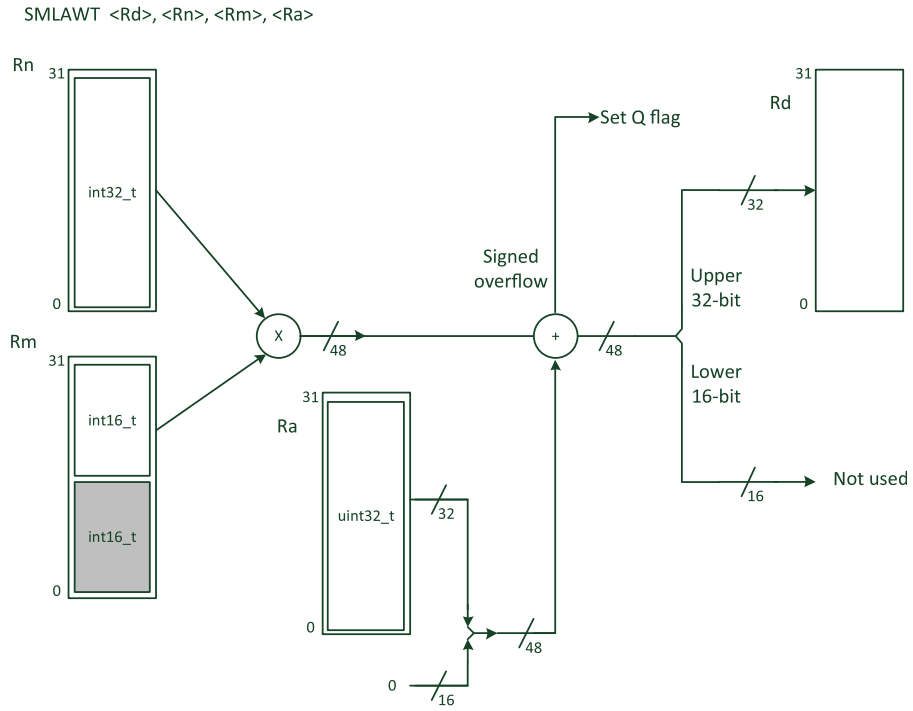 SMLAWT <Rd>, <Rn>, <Rm>, <Ra>
Rn
31
int32_t
0
Rm
31
int16_t
int16_t
0
X
48
Ra
31
uint32_t
0
32
0
16
48
Signed
overflow
Set Q flag
+
48
Upper
32-bit
Lower
16-bit
32
Rd
31
0
16
Not used